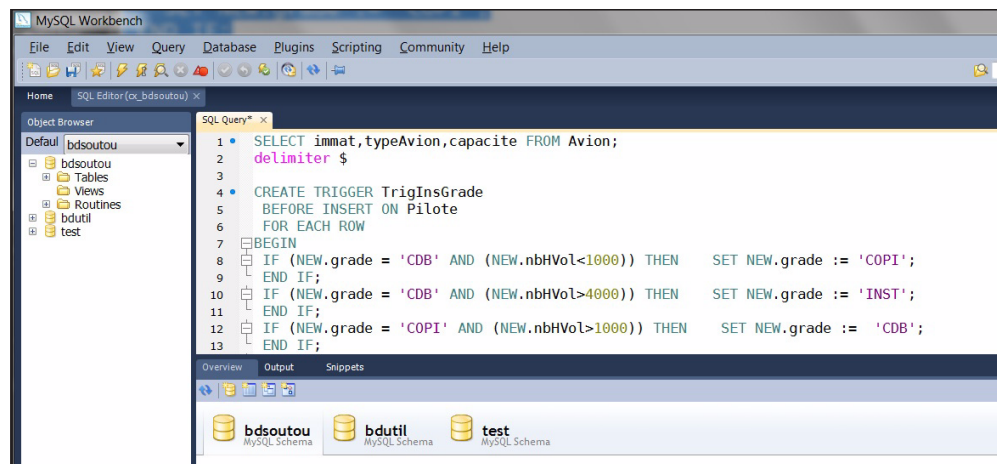 MySQL Workbench
File Edit View Query Database Plugins Scripting Community Help
Home SQL Editor(cx_bdsoutou) ×
Object Browser
Defaul bdsoutou
bdsoutou
Tables
Views
Routines
bdutil
test
SQL Query* ×
1 SELECT immat,typeAvion,capacite FROM Avion;
2 delimiter $
3
4 CREATE TRIGGER TrigInsGrade
5 BEFORE INSERT ON Pilote
6 FOR EACH ROW
7 BEGIN
8 IF (NEW.grade = 'CDB' AND (NEW.nbHVol<1000)) THEN SET NEW.grade := 'COPI';
9 END IF;
10 IF (NEW.grade = 'CDB' AND (NEW.nbHVol>4000)) THEN SET NEW.grade := 'INST';
11 END IF;
12 IF (NEW.grade = 'COPI' AND (NEW.nbHVol>1000)) THEN SET NEW.grade := 'CDB';
13 END IF;
Overview Output Snippets
bdsoutou bdutil test
MySQL Schema MySQL Schema MySQL Schema